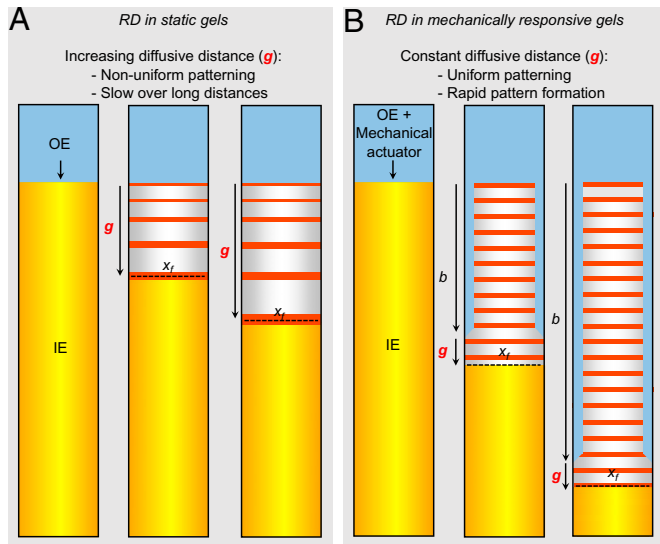 A
RD in static gels
Increasing diffusive distance (g):
- Non-uniform patterning
- Slow over long distances
OE
IE
g
xf
g
xf
B
RD in mechanically responsive gels
Constant diffusive distance (g):
- Uniform patterning
- Rapid pattern formation
OE +
Mechanical
actuator
IE
b
g
xf
b
g
xf